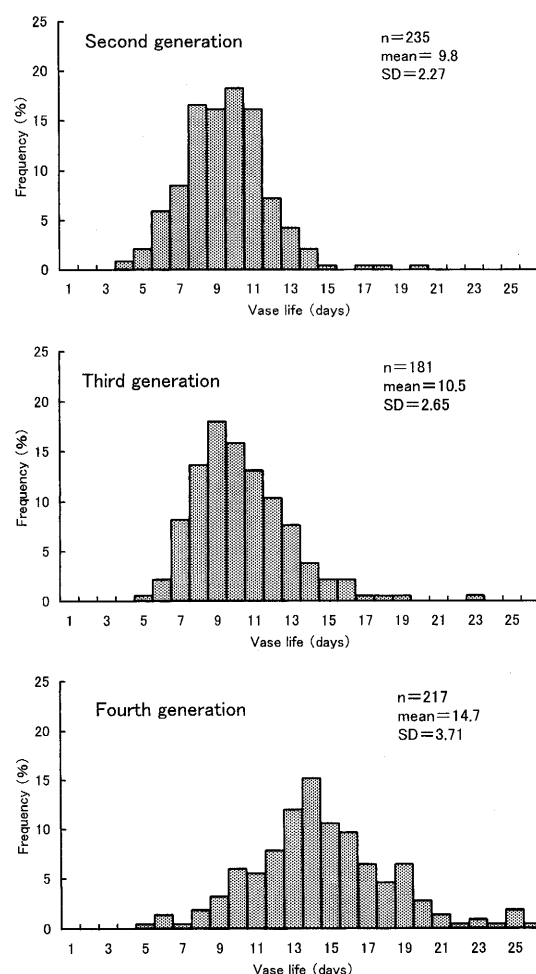 Second generation
n=235
mean= 9.8
SD=2.27
25
20
15
10
5
0
Frequency (%)
1 3 5 7 9 11 13 15 17 19 21 23 25
Vase life (days)
Third generation
n=181
mean=10.5
SD=2.65
25
20
15
10
5
0
Frequency (%)
1 3 5 7 9 11 13 15 17 19 21 23 25
Vase life (days)
Fourth generation
n=217
mean=14.7
SD=3.71
25
20
15
10
5
0
Frequency (%)
1 3 5 7 9 11 13 15 17 19 21 23 25
Vase life (days)